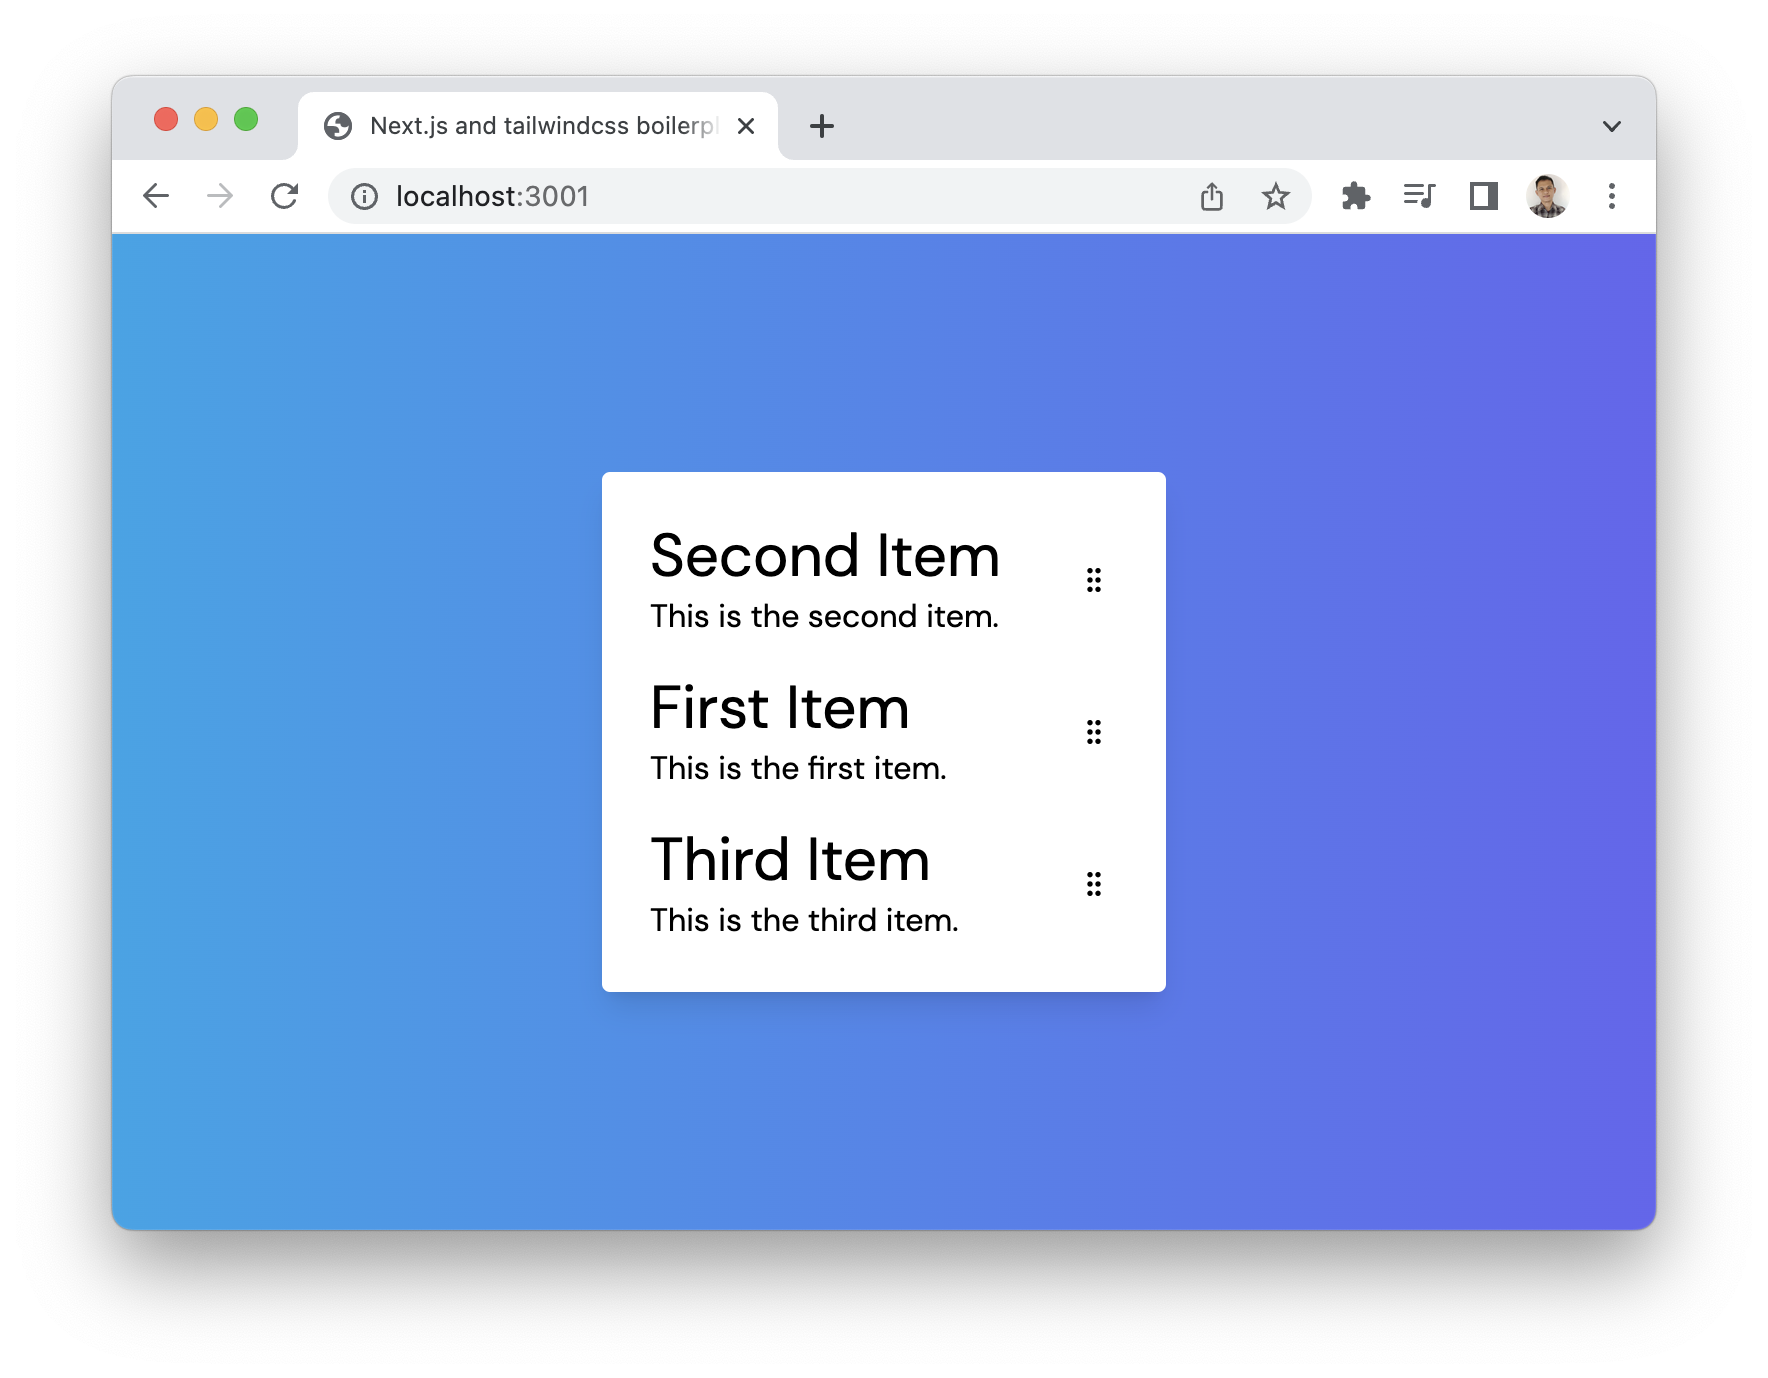 Next.js and tailwindcss boilerpl
localhost:3001
Second Item
This is the second item.
First Item
This is the first item.
Third Item
This is the third item.